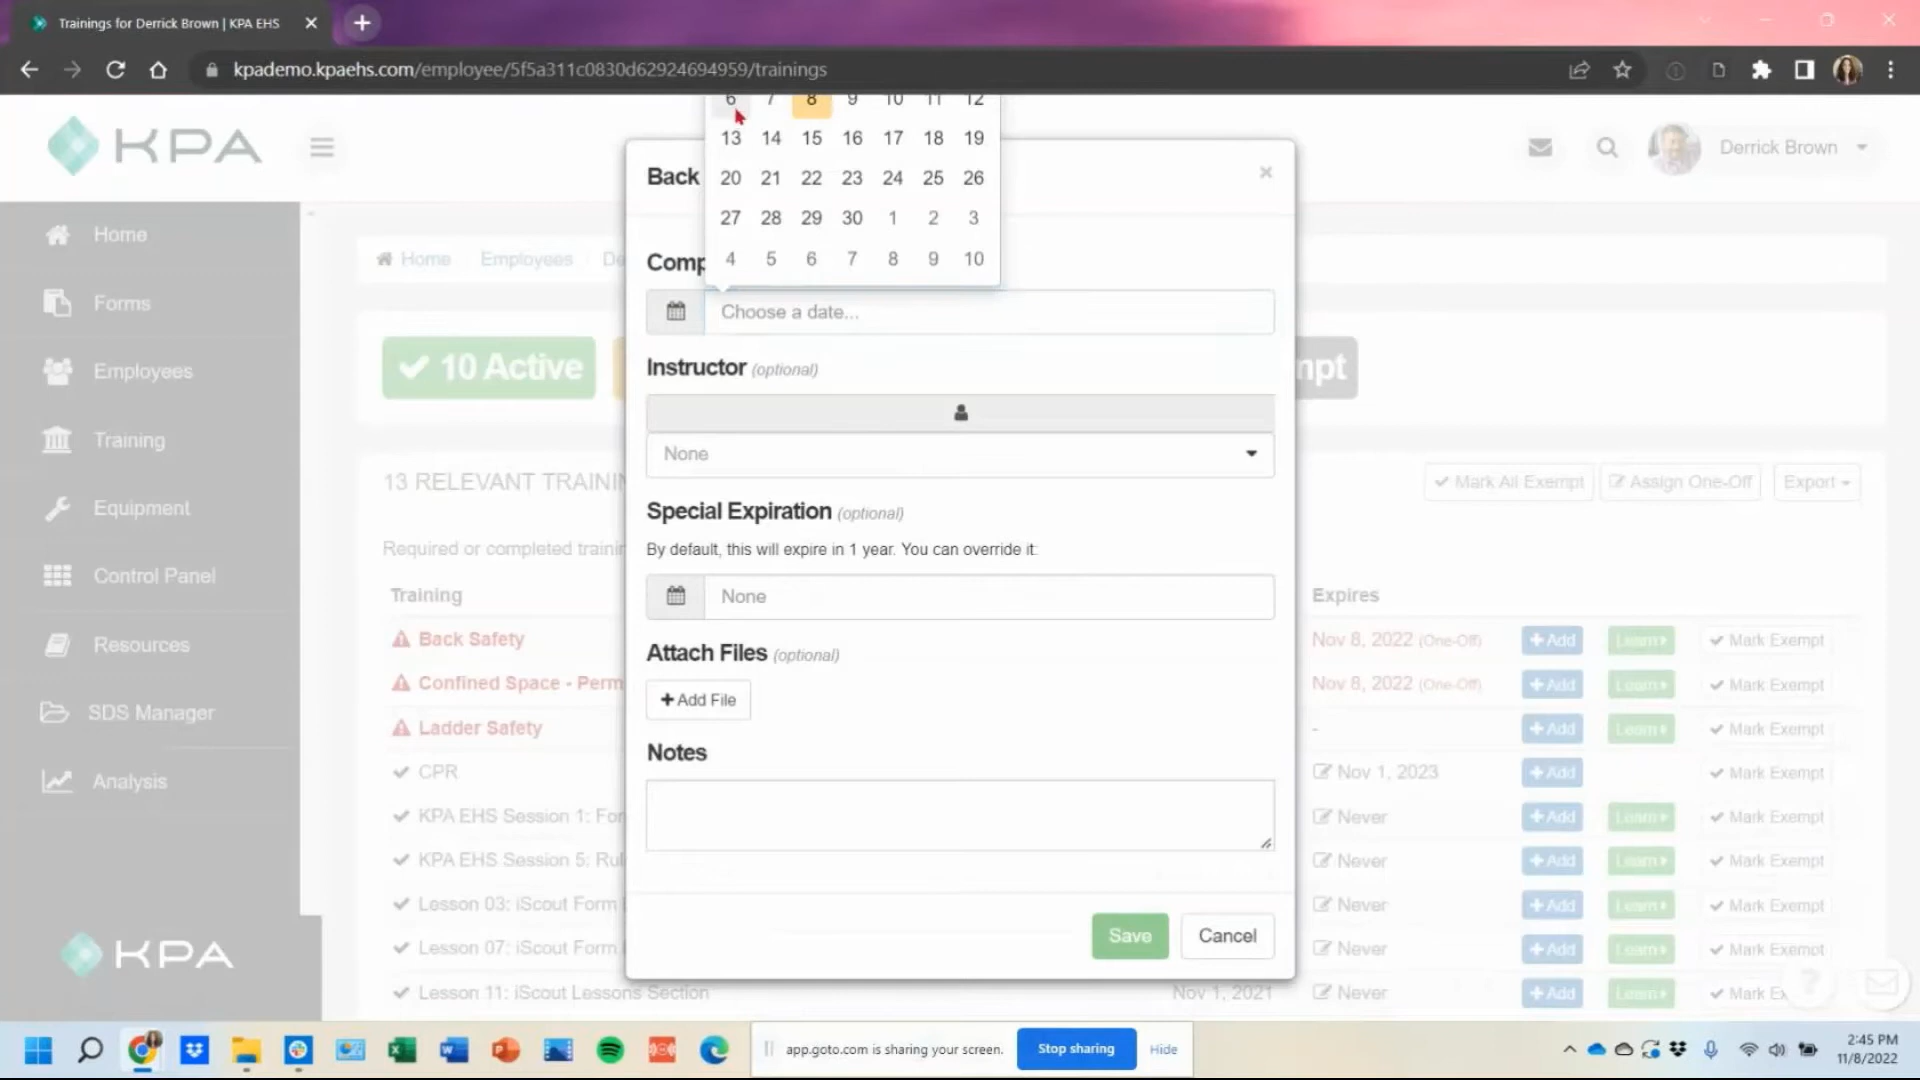 Trainings for Derrick Brown | KPA EHS
kpademo.kpaehs.com/employee/5f5a311c0830d62924694959/trainings
KPA
Derrick Brown
6 7 8 9 10 11 12
13 14 15 16 17 18 19
20 21 22 23 24 25 26
27 28 29 30 1 2 3
4 5 6 7 8 9 10
Back
Comp
Choose a date...
Instructor (optional)
None
Special Expiration (optional)
By default, this will expire in 1 year. You can override it:
None
Attach Files (optional)
Add File
Notes
Save
Cancel
Home
Forms
Employees
Training
Equipment
Control Panel
Resources
SDS Manager
Analysis
KPA
Home Employees De
10 Active
mpt
13 RELEVANT TRAININ
Mark All Exempt
Assign One-Off
Export
Required or completed trainin
Training
Expires
Back Safety
Nov 8, 2022 (One-Off) Add Learn Mark Exempt
Confined Space - Perm
Nov 8, 2022 (One-Off) Add Learn Mark Exempt
Ladder Safety
- Add Learn Mark Exempt
CPR
Nov 1, 2023 Add Mark Exempt
KPA EHS Session 1: For
Never Add Learn Mark Exempt
KPA EHS Session 5: Rul
Never Add Learn Mark Exempt
Lesson 03: iScout Form
Never Add Learn Mark Exempt
Lesson 07: iScout Form
Never Add Learn Mark Exempt
Lesson 11: iScout Lessons Section
Nov 1, 2021 Never Add Learn Mark Ex
app.goto.com is sharing your screen.
Stop sharing
Hide
2:45 PM
11/8/2022